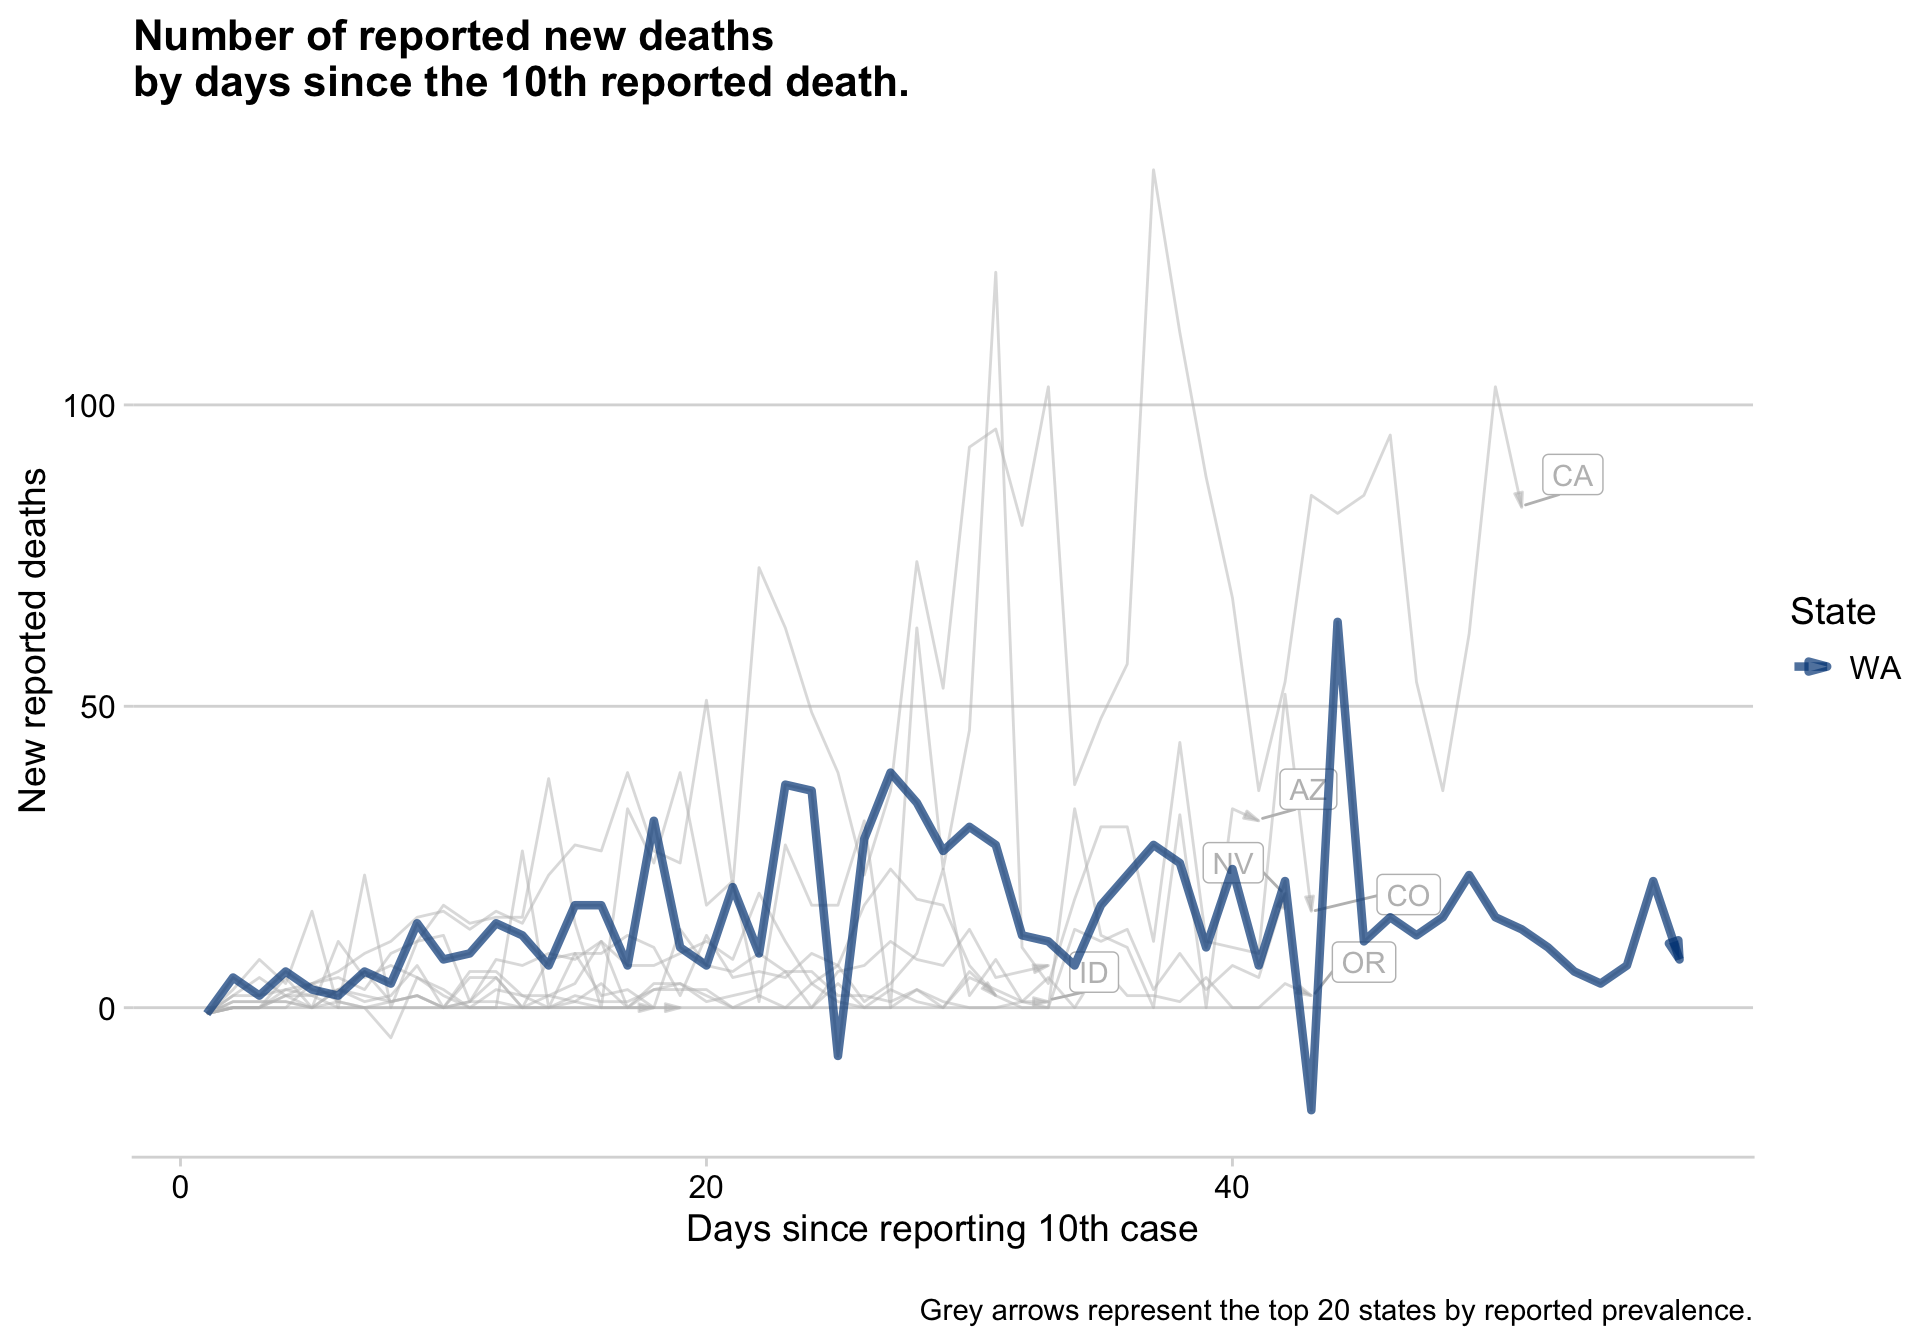 Number of reported new deaths
by days since the 10th reported death.
New reported deaths
100
50
0
CA
AZ
NV
CO
OR
ID
State
WA
0
20
40
Days since reporting 10th case
Grey arrows represent the top 20 states by reported prevalence.